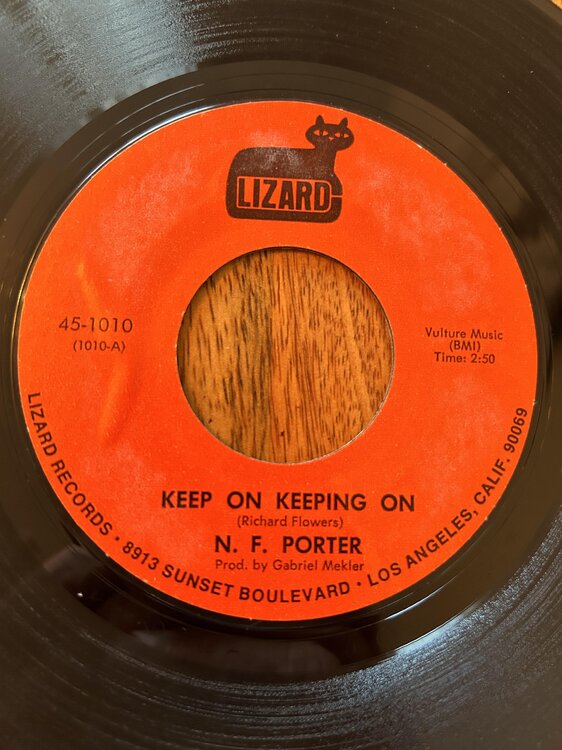 LIZARD
45-1010
(1010-A)
Vulture Music
(BMI)
Time: 2:50
KEEP ON KEEPING ON
(Richard Flowers)
N. F. PORTER
Prod. by Gabriel Mekler
LIZARD RECORDS • 8913 SUNSET BOULEVARD • LOS ANGELES, CALIF. 90069